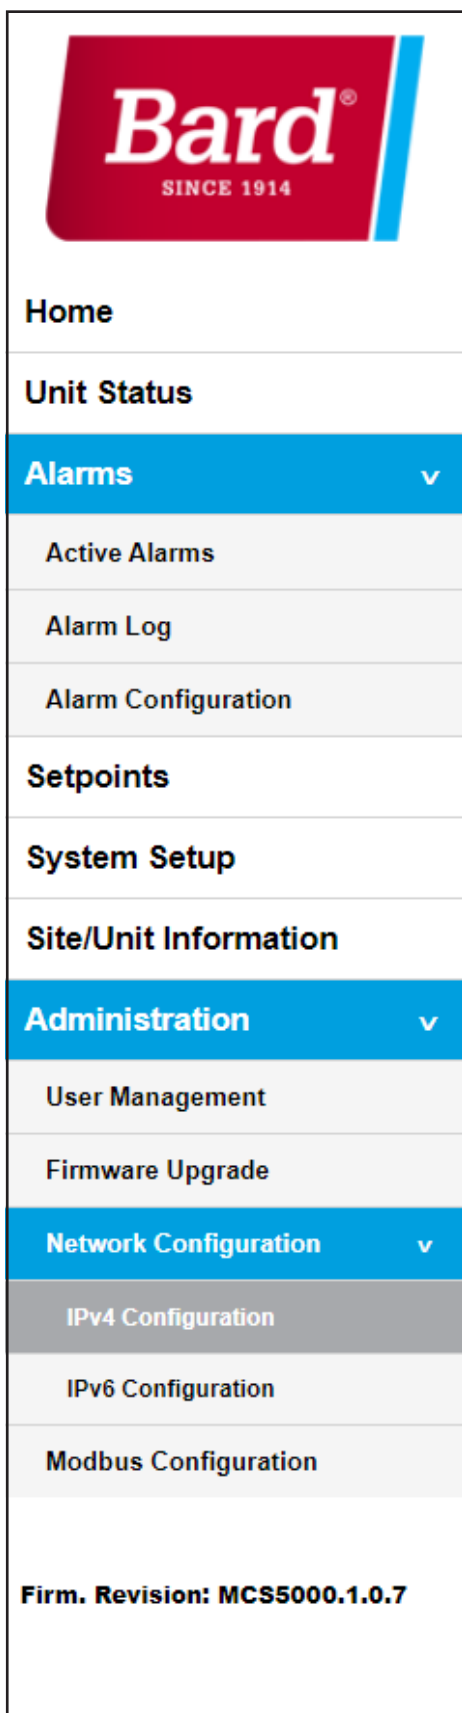 Bard®
SINCE 1914
Home
Unit Status
Alarms v
Active Alarms
Alarm Log
Alarm Configuration
Setpoints
System Setup
Site/Unit Information
Administration v
User Management
Firmware Upgrade
Network Configuration v
IPv4 Configuration
IPv6 Configuration
Modbus Configuration
Firm. Revision: MCS5000.1.0.7